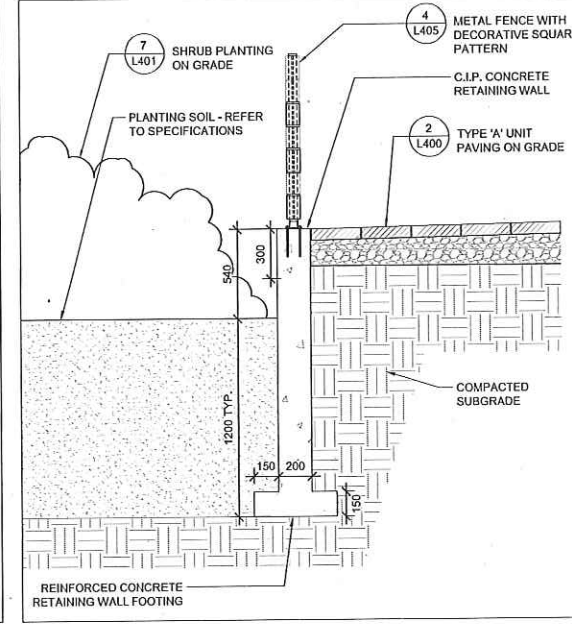 4
L405
METAL FENCE WITH
DECORATIVE SQUAR
PATTERN
7
L401
SHRUB PLANTING
ON GRADE
C.I.P. CONCRETE
RETAINING WALL
PLANTING SOIL - REFER
TO SPECIFICATIONS
2
L400
TYPE 'A' UNIT
PAVING ON GRADE
540
300
COMPACTED
SUBGRADE
1200 TYP.
150
200
150
REINFORCED CONCRETE
RETAINING WALL FOOTING